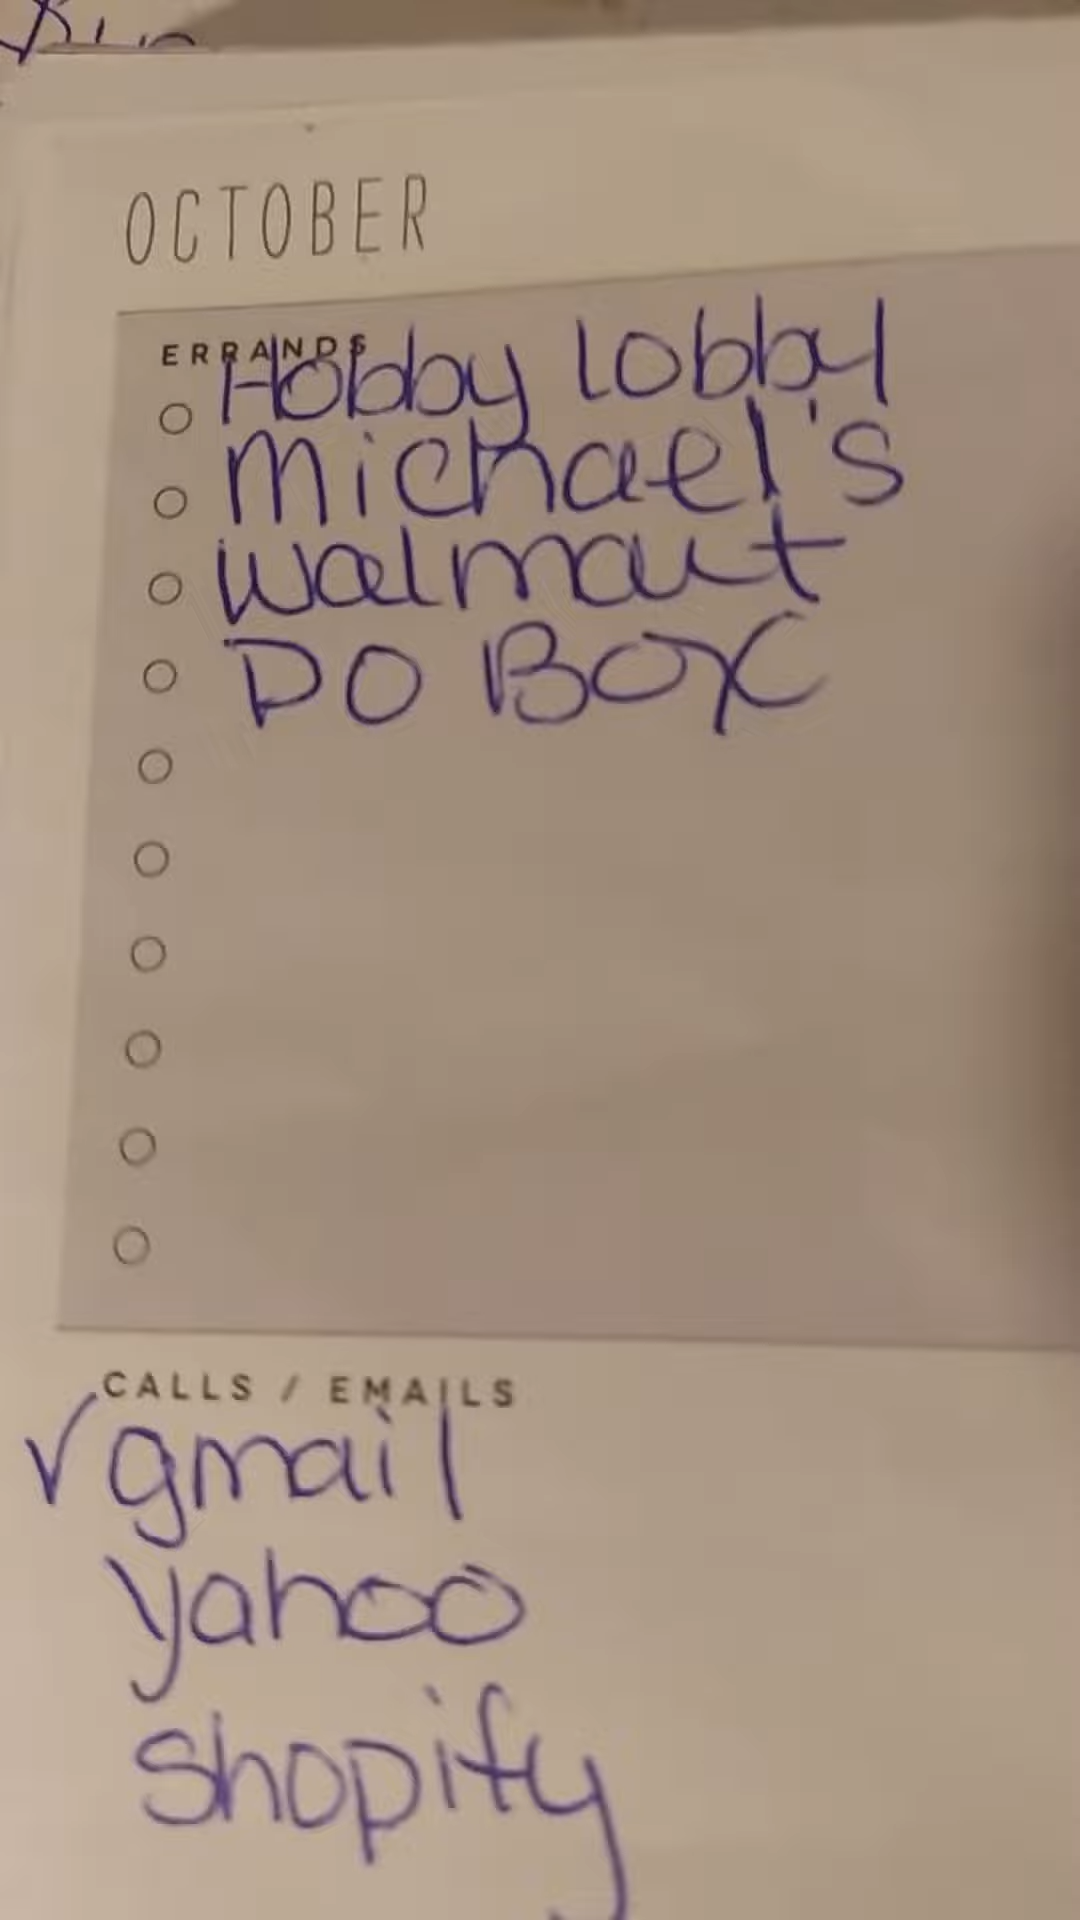 OCTOBER
ERRANDS
Hobby lobby
Michael's
Walmart
PO BOX
CALLS / EMAILS
√ gmail
yahoo
shopify